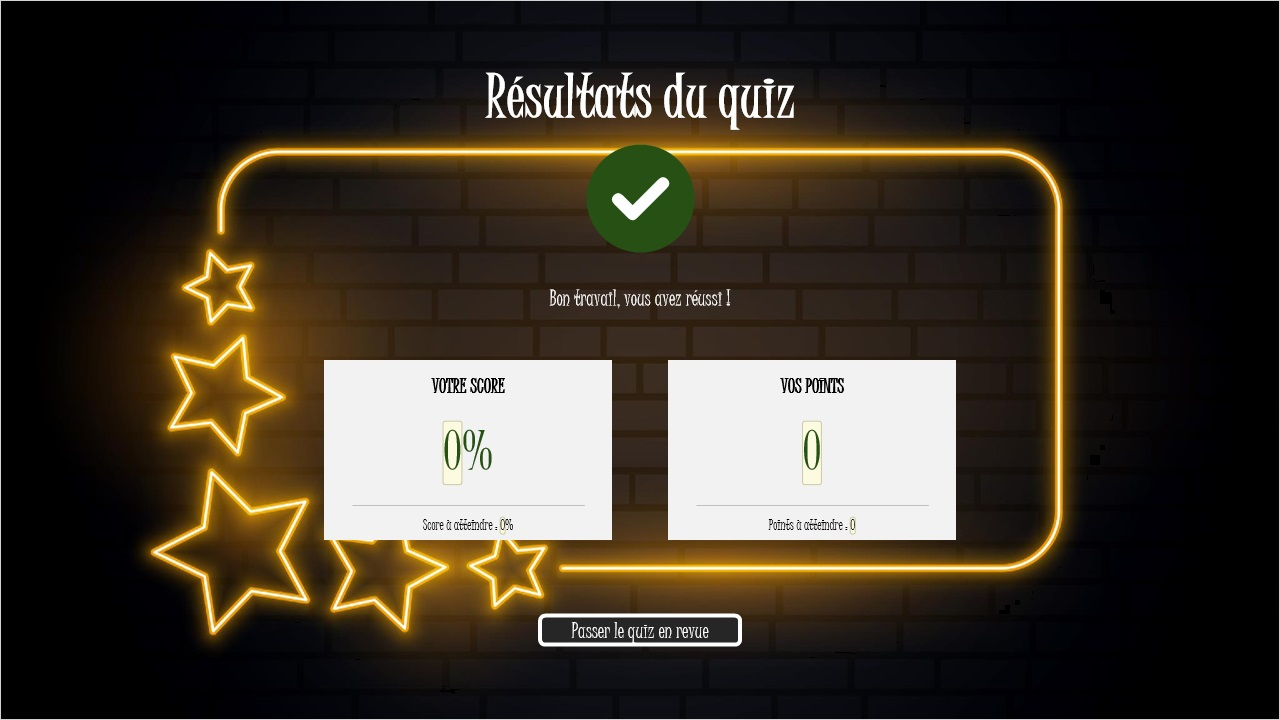 Résultats du quiz
Bon travail, vous avez réussi !
VOTRE SCORE
0%
Score à atteindre : 0%
VOS POINTS
0
Points à atteindre : 0
Passer le quiz en revue